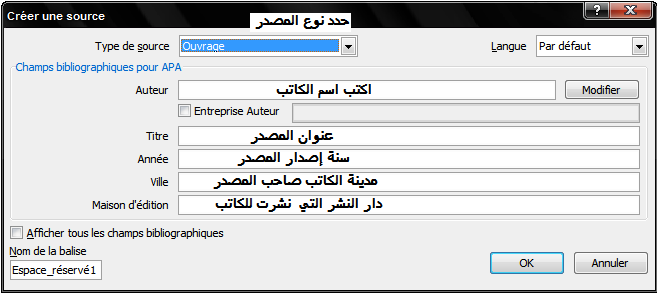 Créer une source
حدد نوع المصدر
Type de source Ouvrage Langue Par défaut
Champs bibliographiques pour APA
Auteur اكتب اسم الكاتب Modifier
Entreprise Auteur
Titre عنوان المصدر
Année سنة إصدار المصدر
Ville مدينة الكاتب صاحب المصدر
Maison d'édition دار النشر التي نشرت للكاتب
Afficher tous les champs bibliographiques
Nom de la balise
Espace_réservé1 OK Annuler